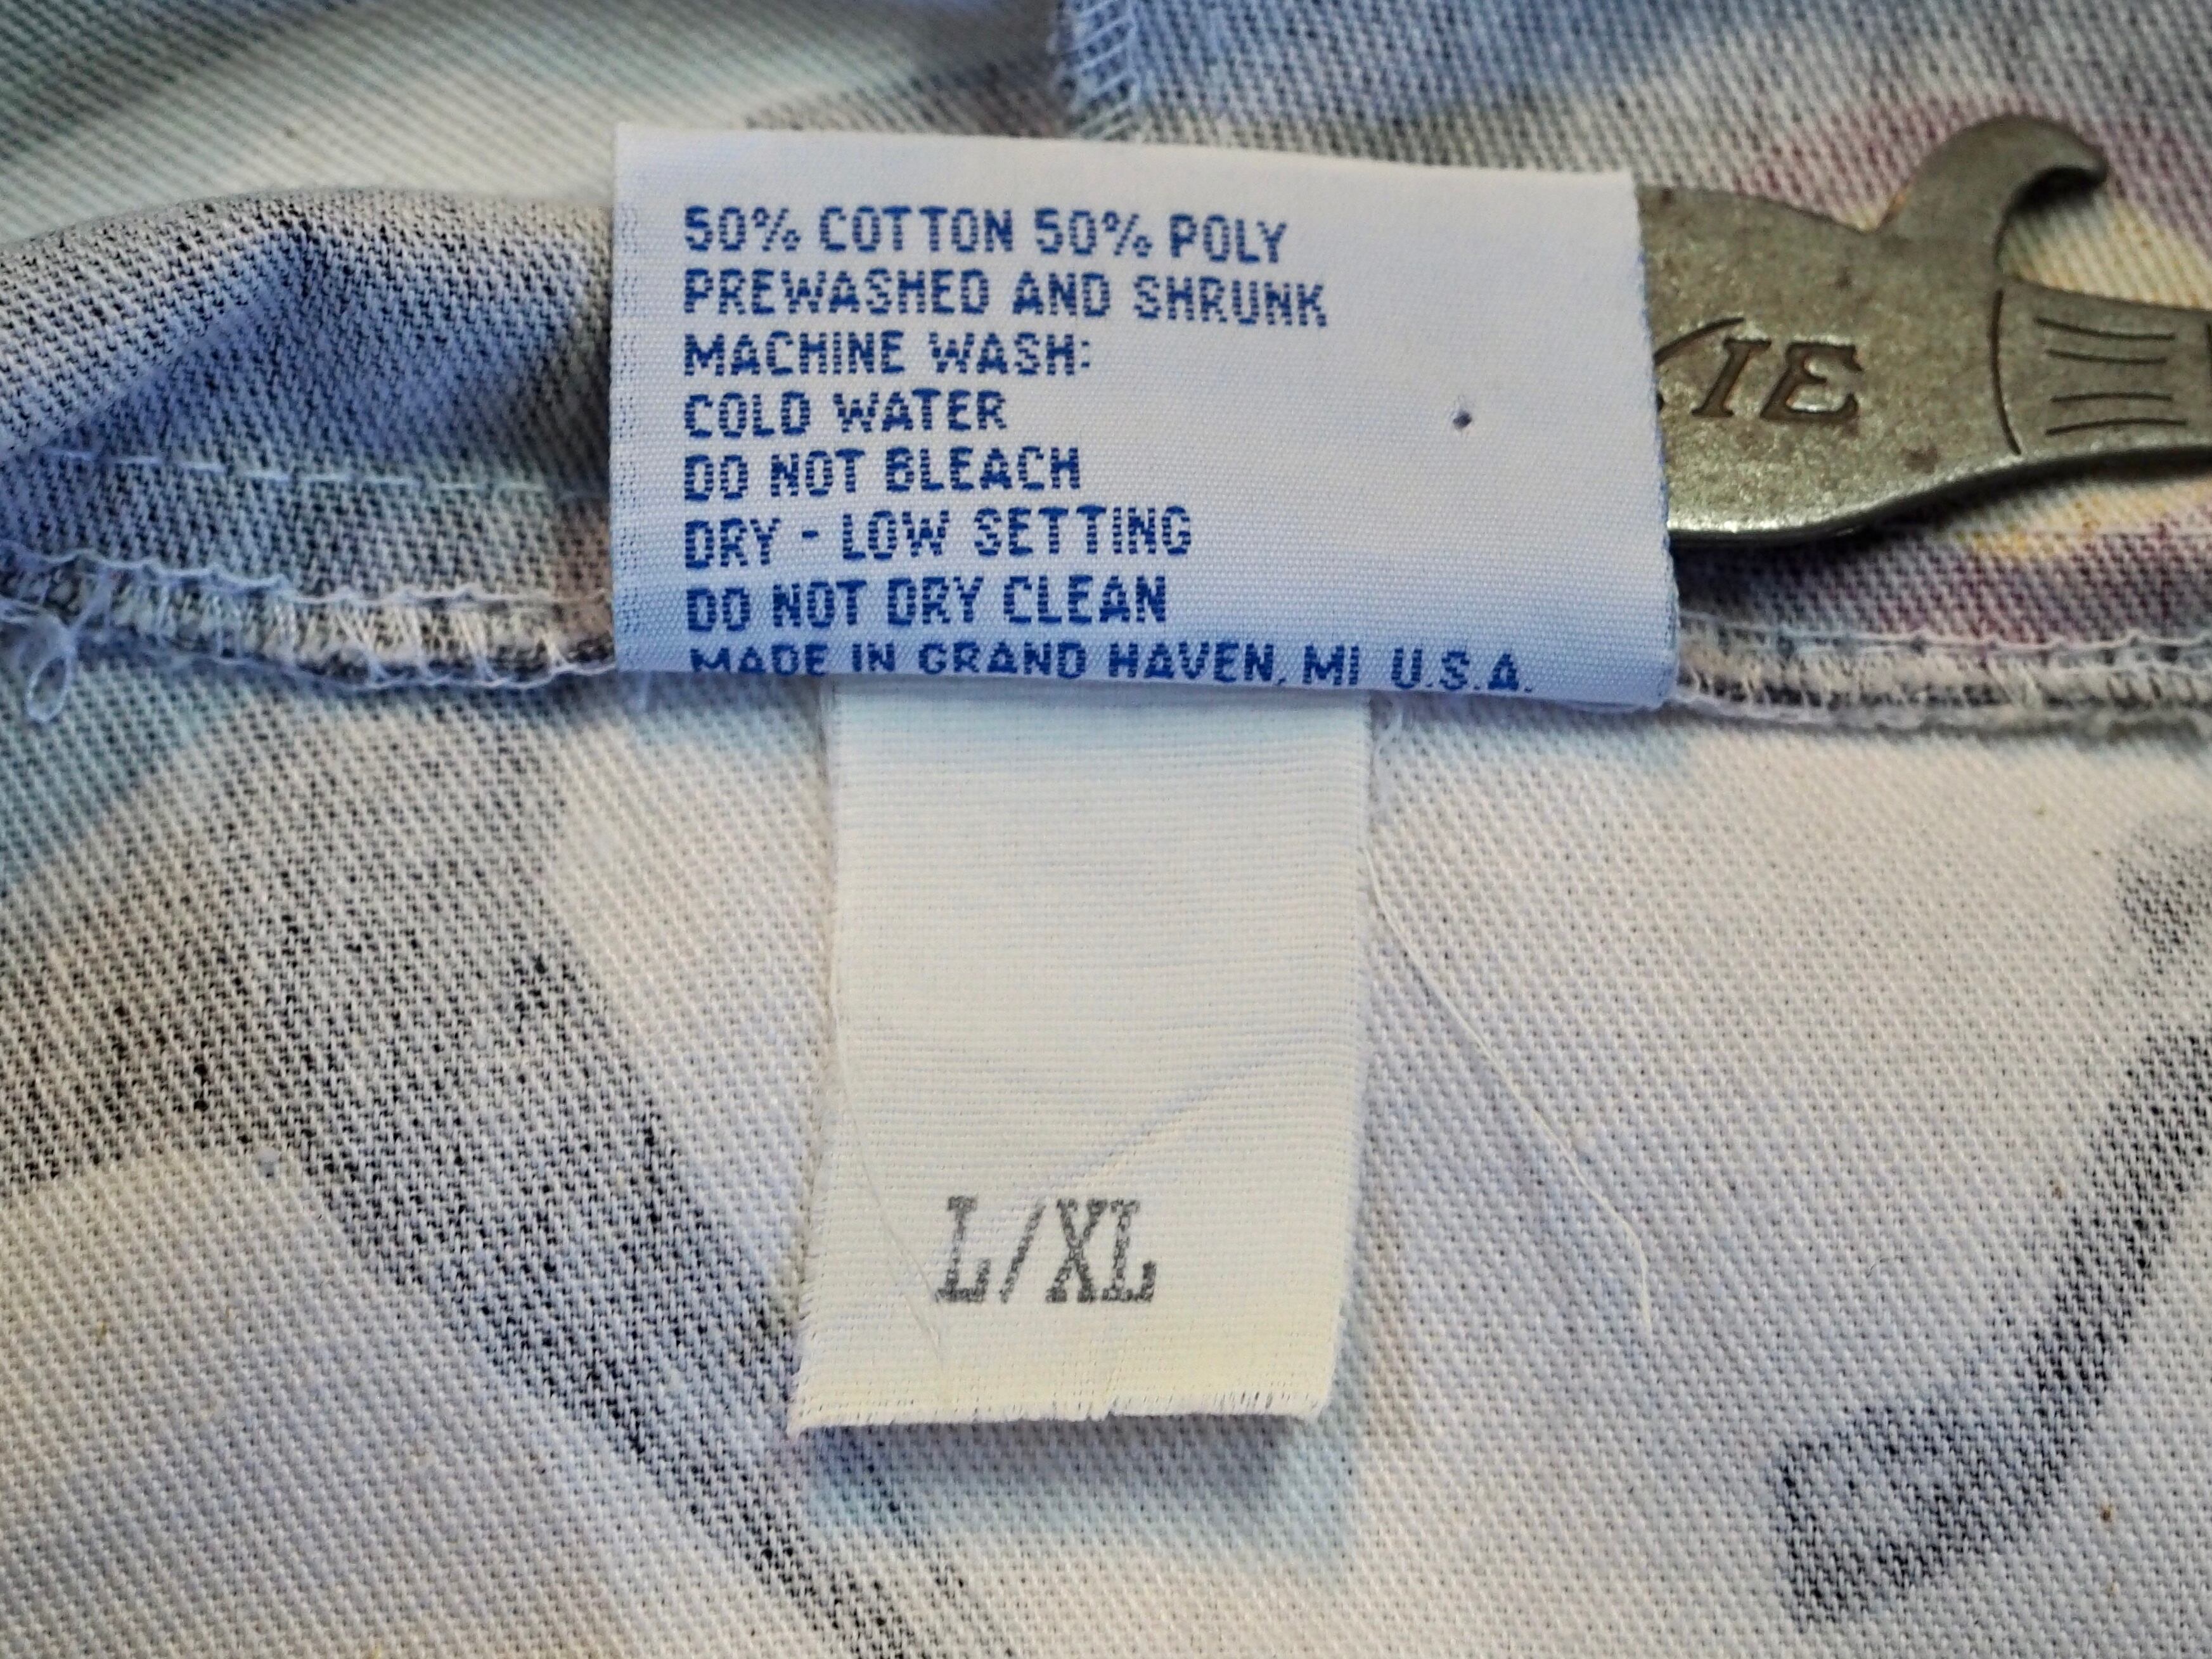 50% COTTON 50% POLY
PREWASHED AND SHRUNK
MACHINE WASH:
COLD WATER
DO NOT BLEACH
DRY - LOW SETTING
DO NOT DRY CLEAN
MADE IN GRAND HAVEN, MI U.S.A.
L/XL